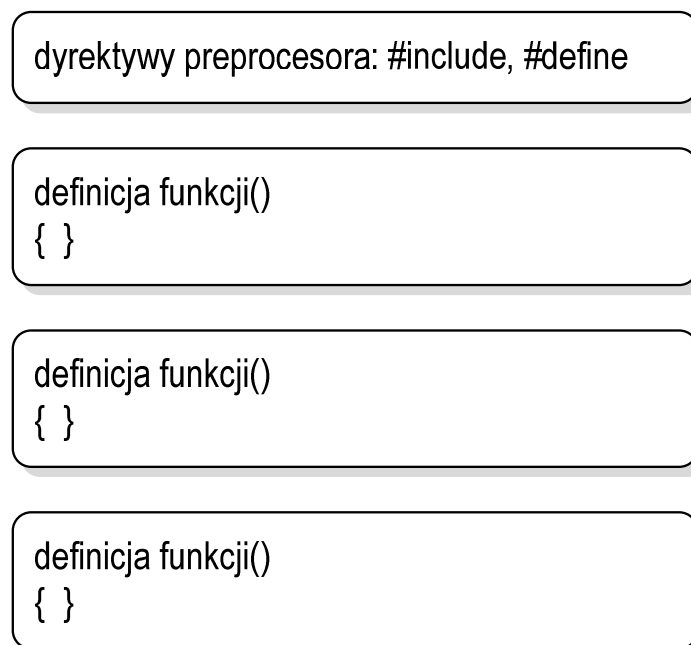 dyrektywy preprocesora: #include, #define
definicja funkcji()
{ }
definicja funkcji()
{ }
definicja funkcji()
{ }